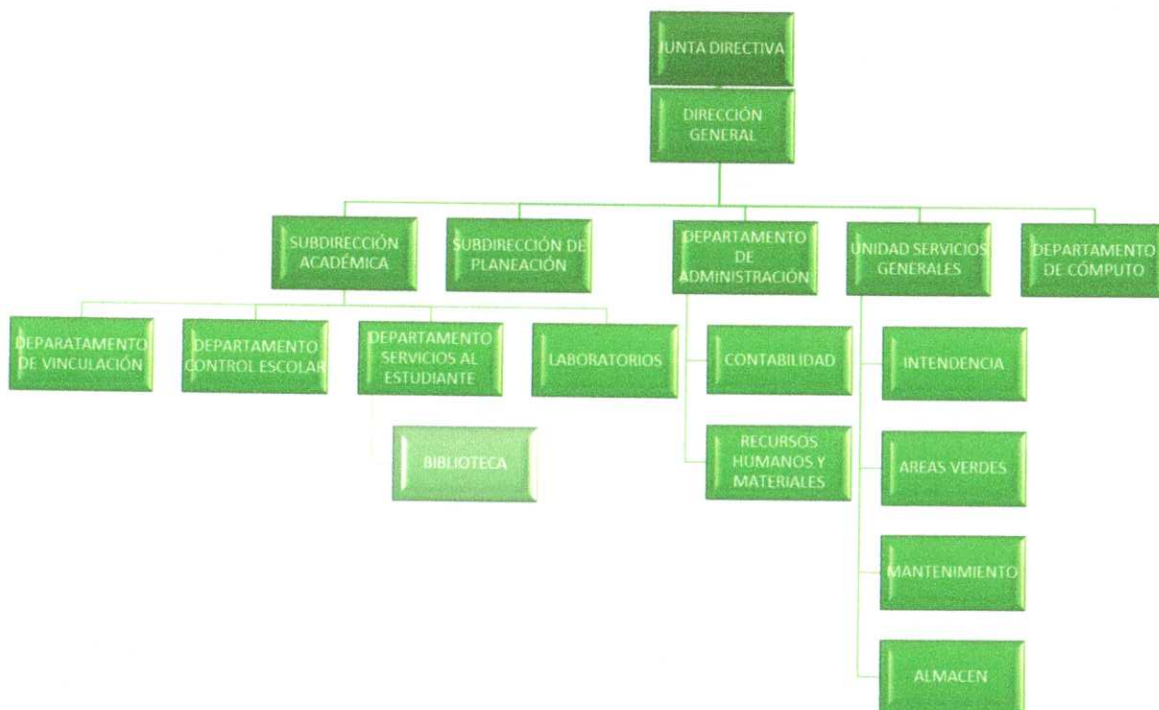 JUNTA DIRECTIVA
DIRECCIÓN
GENERAL
SUBDIRECCIÓN
ACADÉMICA
SUBDIRECCIÓN DE
PLANEACIÓN
DEPARTAMENTO
DE
ADMINISTRACIÓN
UNIDAD SERVICIOS
GENERALES
DEPARTAMENTO
DE CÓMPUTO
DEPARATAMENTO
DE VINCULACIÓN
DEPARTAMENTO
CONTROL ESCOLAR
DEPARTAMENTO
SERVICIOS AL
ESTUDIANTE
LABORATORIOS
CONTABILIDAD
INTENDENCIA
BIBLIOTECA
RECURSOS
HUMANOS Y
MATERIALES
AREAS VERDES
MANTENIMIENTO
ALMACEN